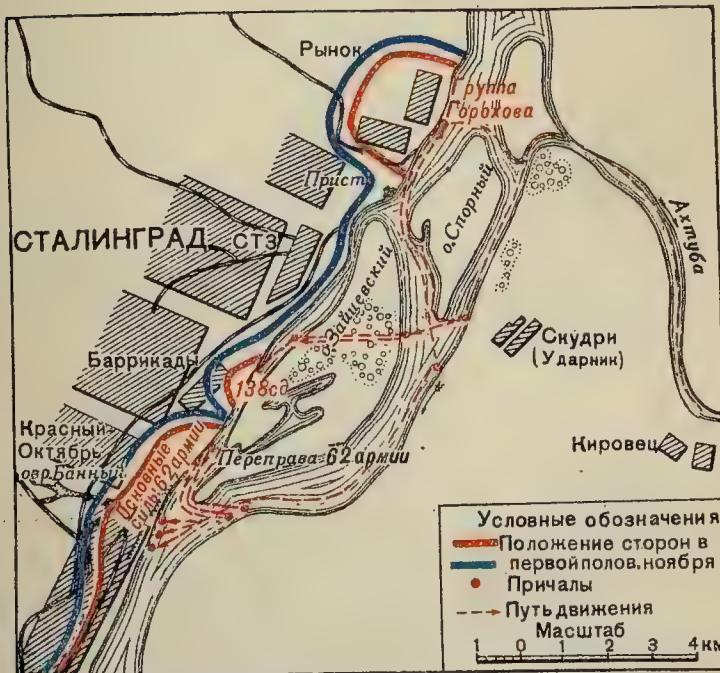 Рынок
Группа
Горохова
Прист.
СТАЛИНГРАД
СТЗ
о. Спорный
Ахтуба
о. Зайцевский
Баррикады
138сд
Скудри
(Ударник)
Красный-
Октябрь
овр. Банный
Основные
силы 62 армии
Переправа 62 армии
Кировец
Условные обозначения
Положение сторон в
первой полов. ноября
Причалы
Путь движения
Масштаб
1 0 1 2 3 4 км